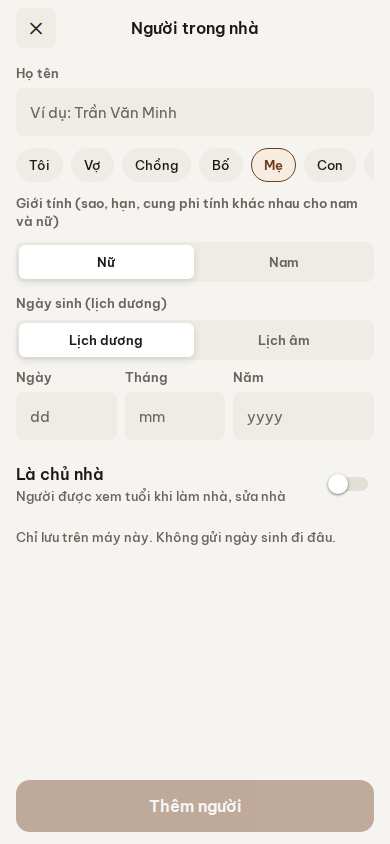 Người trong nhà
Họ tên
Ví dụ: Trần Văn Minh
Tôi Vợ Chồng Bố Mẹ Con
Giới tính (sao, hạn, cung phi tính khác nhau cho nam
và nữ)
Nữ Nam
Ngày sinh (lịch dương)
Lịch dương Lịch âm
Ngày Tháng Năm
dd mm yyyy
Là chủ nhà
Người được xem tuổi khi làm nhà, sửa nhà
Chỉ lưu trên máy này. Không gửi ngày sinh đi đâu.
Thêm người